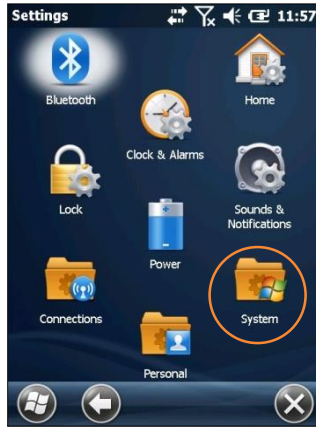 Settings 11:57
Bluetooth
Home
Clock & Alarms
Lock
Sounds &
Notifications
Power
Connections
System
Personal